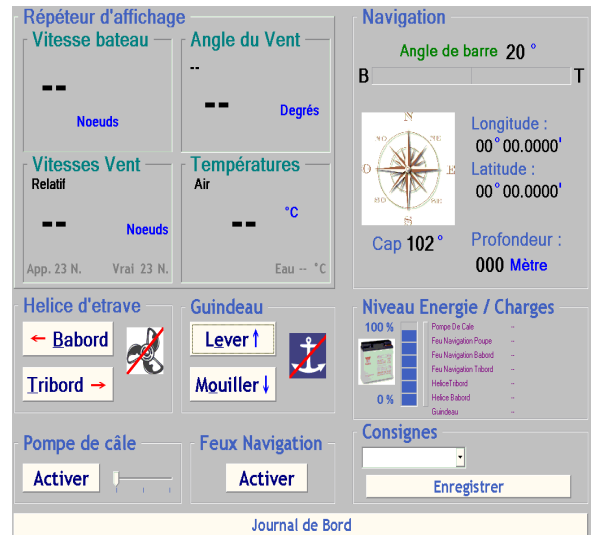 Répéteur d'affichage
Vitesse bateau
--
Noeuds
Angle du Vent
--
--
Degrés
Vitesses Vent
Relatif
--
Noeuds
App. 23 N. Vrai 23 N.
Températures
Air
--
°C
Eau -- °C
Navigation
Angle de barre 20 °
B T
N
NO NE
O E
SO SE
S
Longitude :
00° 00.0000'
Latitude :
00° 00.0000'
Cap 102 °
Profondeur :
000 Mètre
Helice d'etrave
← Babord
Tribord →
Guindeau
Lever ↑
Mouiller ↓
Niveau Energie / Charges
100 %
0 %
Pompe De Cale --
Feu Navigation Poupe --
Feu Navigation Babord --
Feu Navigation Tribord --
HeliceTribord --
Helice Babord --
Guindeau --
Pompe de câle
Activer
Feux Navigation
Activer
Consignes
Enregistrer
Journal de Bord